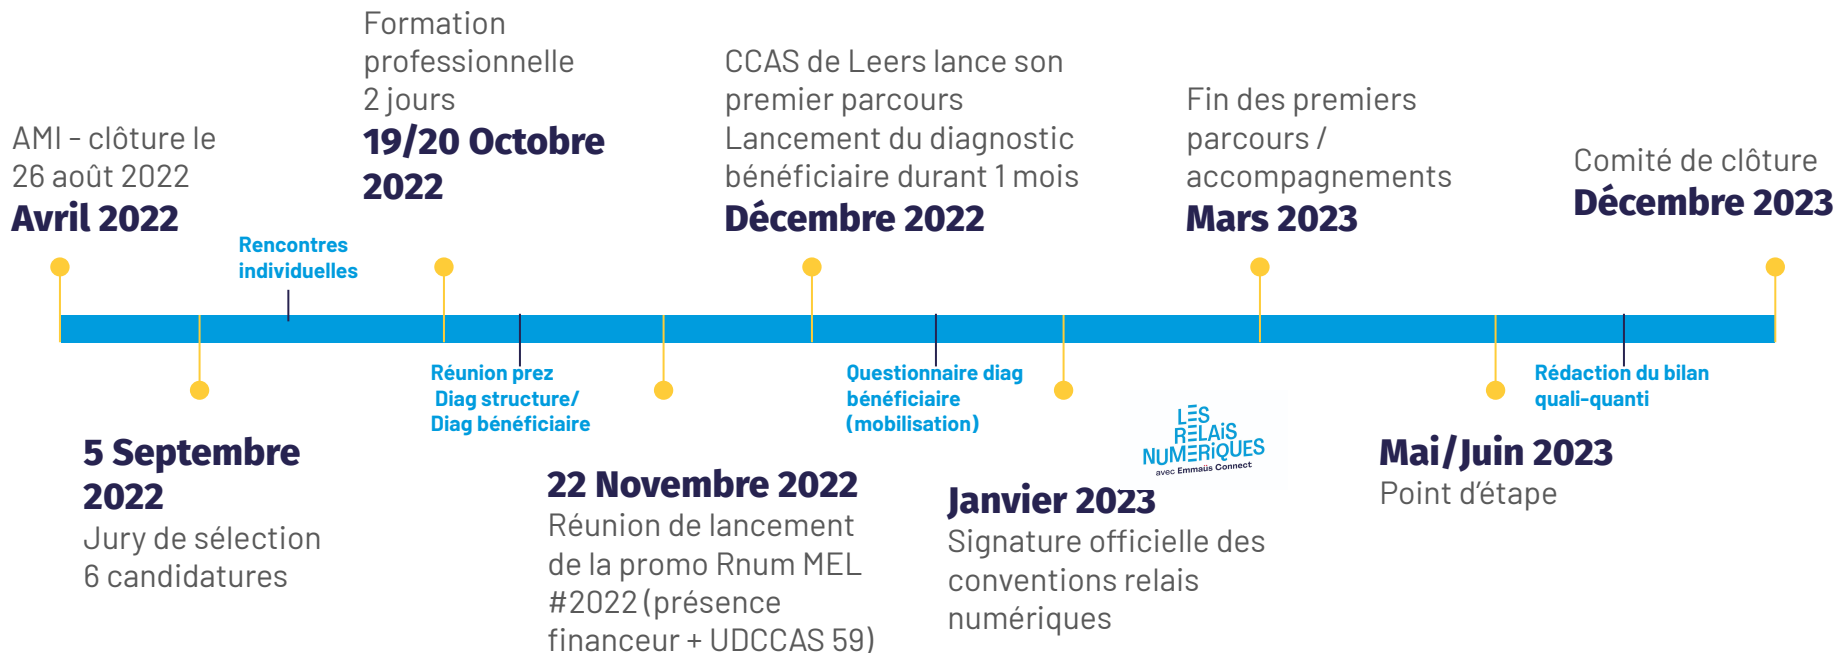 AMI - clôture le
26 août 2022
Avril 2022
Rencontres
individuelles
5 Septembre
2022
Jury de sélection
6 candidatures
Formation
professionnelle
2 jours
19/20 Octobre
2022
Réunion prez
Diag structure/
Diag bénéficiaire
22 Novembre 2022
Réunion de lancement
de la promo Rnum MEL
#2022 (présence
financeur + UDCCAS 59)
CCAS de Leers lance son
premier parcours
Lancement du diagnostic
bénéficiaire durant 1 mois
Décembre 2022
Questionnaire diag
bénéficiaire
(mobilisation)
LES
RELAiS
NUMERiQUES
avec Emmaüs Connect
Janvier 2023
Signature officielle des
conventions relais
numériques
Fin des premiers
parcours /
accompagnements
Mars 2023
Mai/Juin 2023
Point d'étape
Rédaction du bilan
quali-quanti
Comité de clôture
Décembre 2023